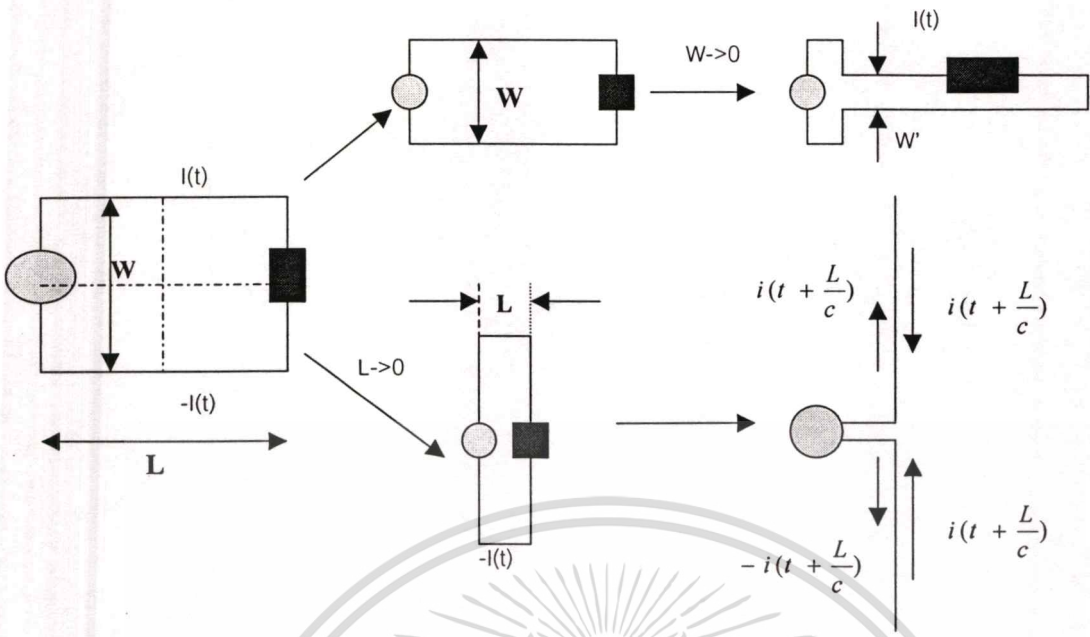 I(t)
W
W->0
W'
I(t)
W
-I(t)
L
L->0
L
-I(t)
i(t + L/c)
i(t + L/c)
-i(t + L/c)
i(t + L/c)